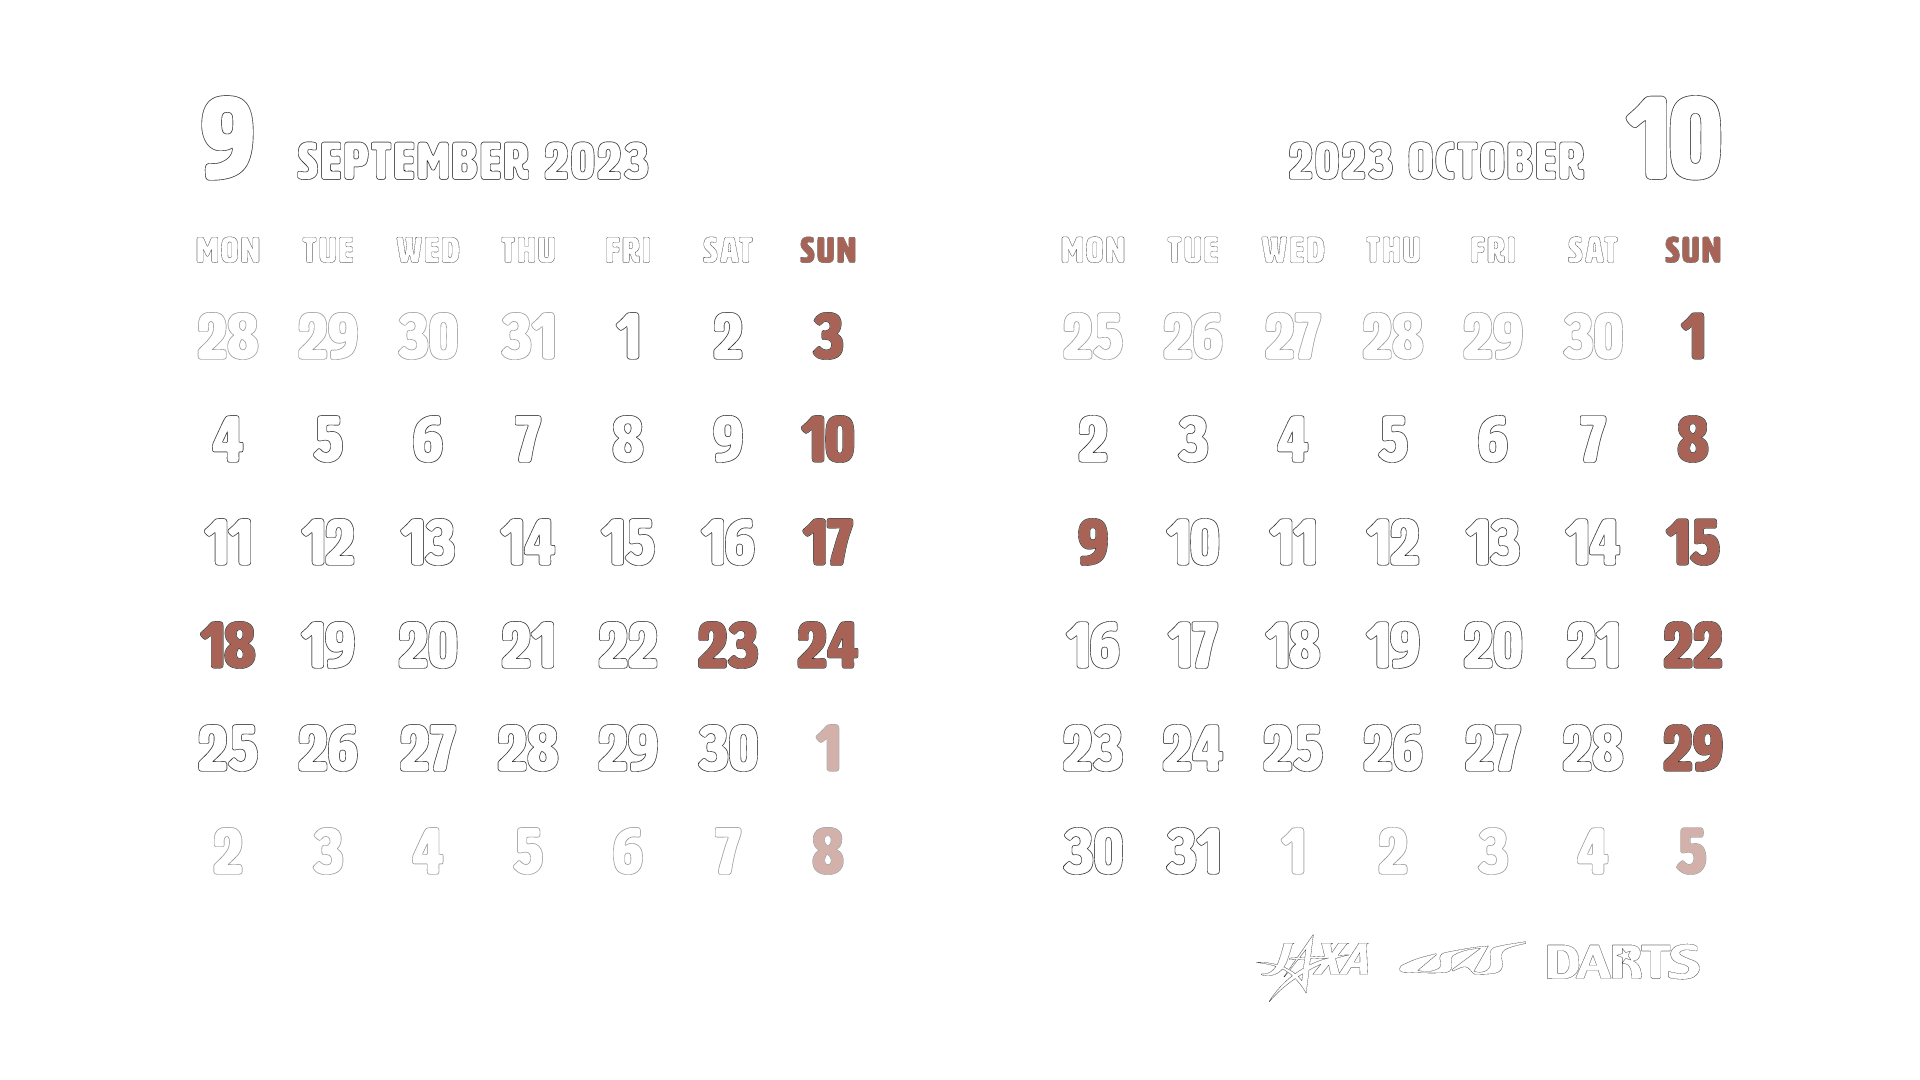 9 SEPTEMBER 2023
MON TUE WED THU FRI SAT SUN
28 29 30 31 1 2 3
4 5 6 7 8 9 10
11 12 13 14 15 16 17
18 19 20 21 22 23 24
25 26 27 28 29 30 1
2 3 4 5 6 7 8
2023 OCTOBER 10
MON TUE WED THU FRI SAT SUN
25 26 27 28 29 30 1
2 3 4 5 6 7 8
9 10 11 12 13 14 15
16 17 18 19 20 21 22
23 24 25 26 27 28 29
30 31 1 2 3 4 5
JAXA ISAS DARTS